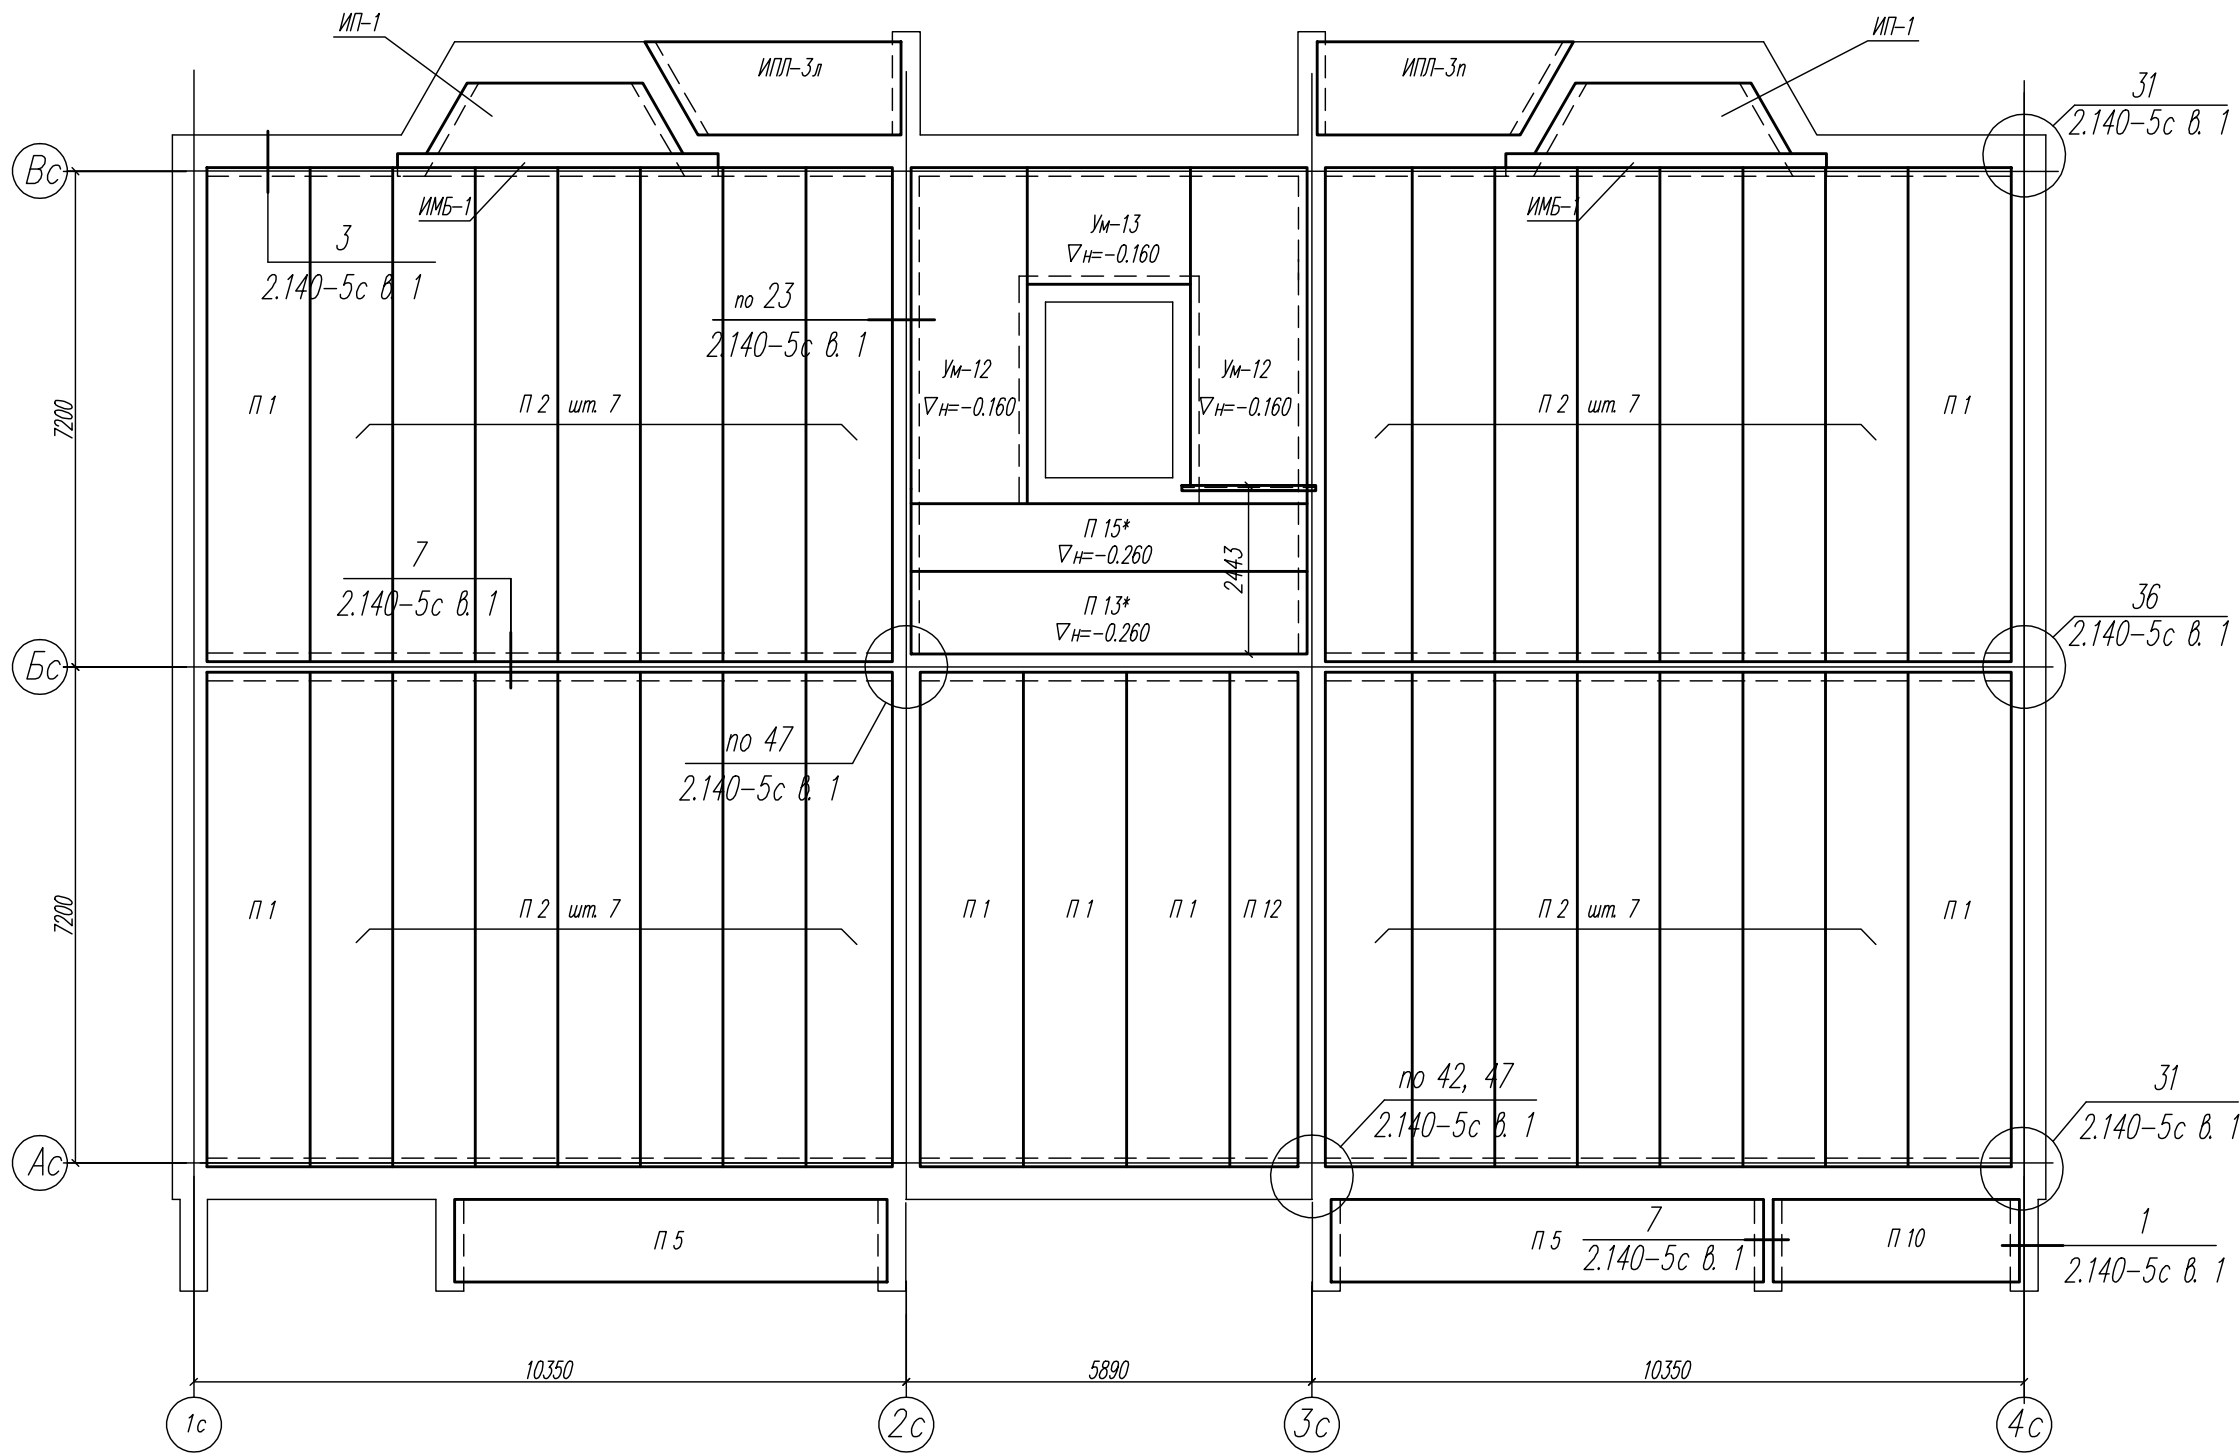 ИП-1
ИПЛ-3л
ИПЛ-3п
ИП-1
31
2.140-5с в. 1
Вс
ИМБ-1
ИМБ-1
3
2.140-5с в. 1
Ум-13
▽н=-0.160
по 23
2.140-5с в. 1
Ум-12
▽н=-0.160
Ум-12
▽н=-0.160
7200
П 1
П 2 шт. 7
П 2 шт. 7
П 1
П 15*
▽н=-0.260
2443
П 13*
▽н=-0.260
7
2.140-5с в. 1
36
2.140-5с в. 1
Бс
по 47
2.140-5с в. 1
7200
П 1
П 2 шт. 7
П 1
П 1
П 1
П 12
П 2 шт. 7
П 1
по 42, 47
2.140-5с в. 1
31
2.140-5с в. 1
Ас
П 5
П 5
7
2.140-5с в. 1
П 10
1
2.140-5с в. 1
10350
5890
10350
1с
2с
3с
4с